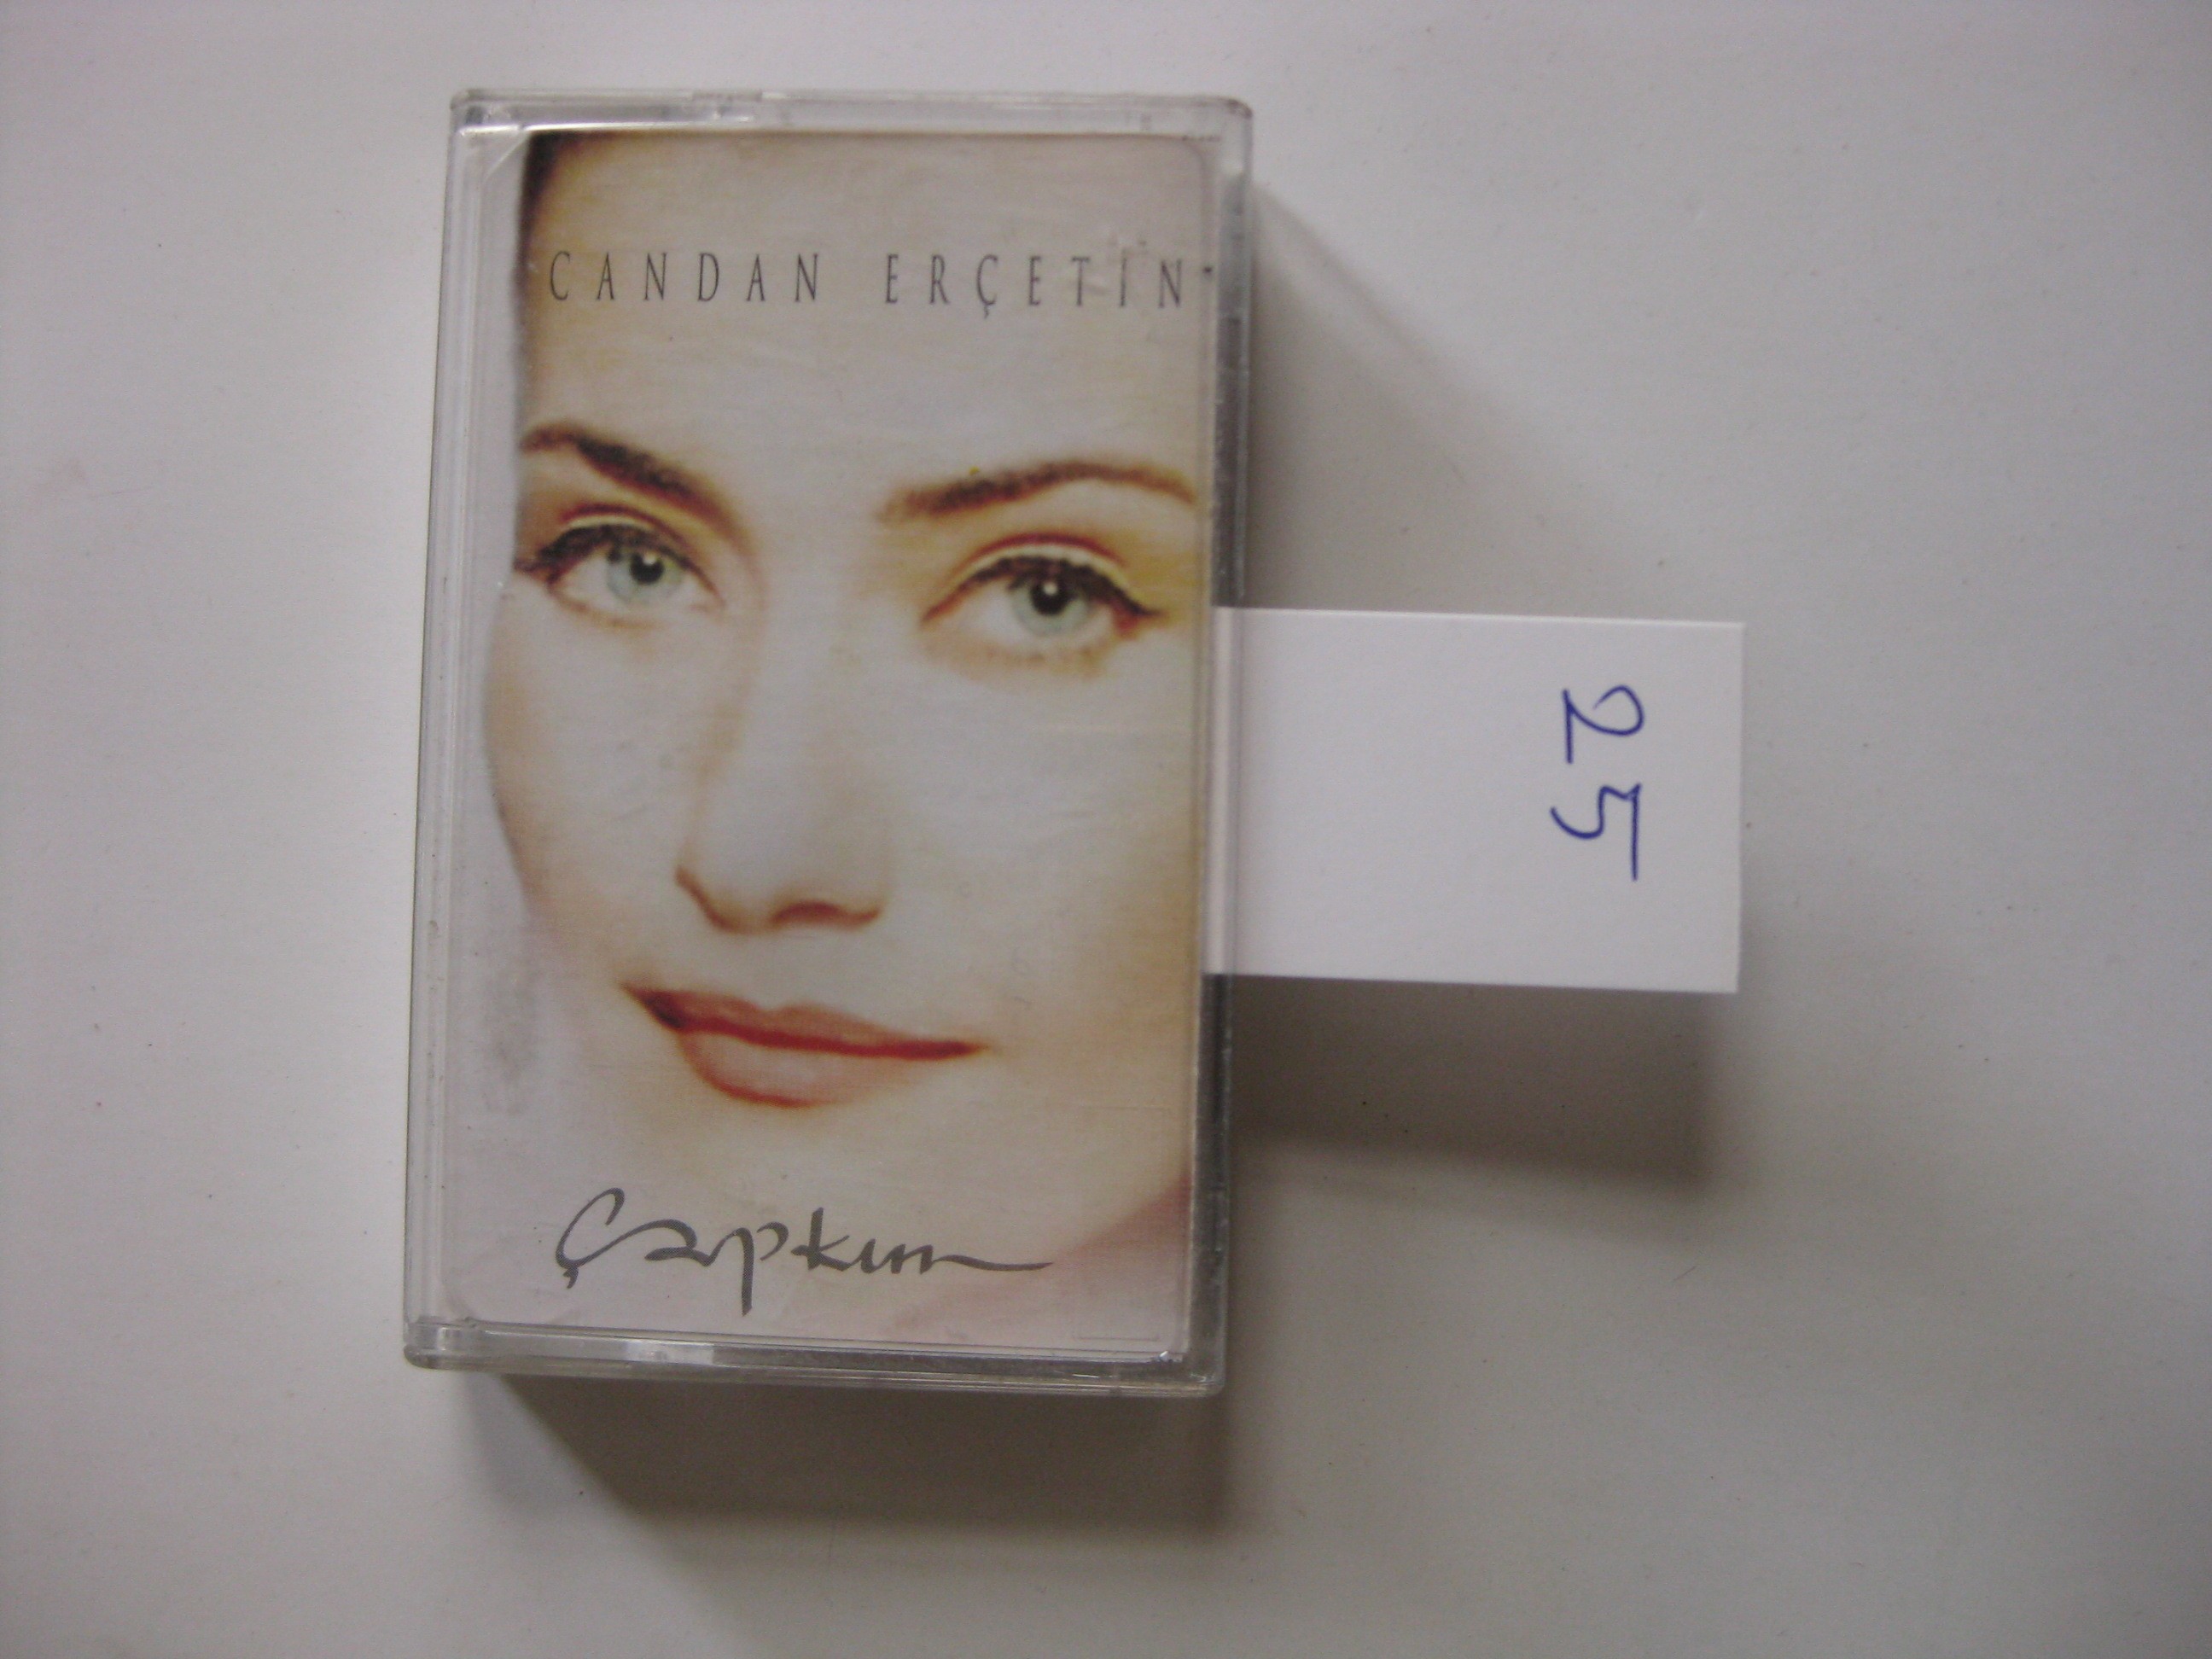 CANDAN ERÇETİN
Çapkın
25